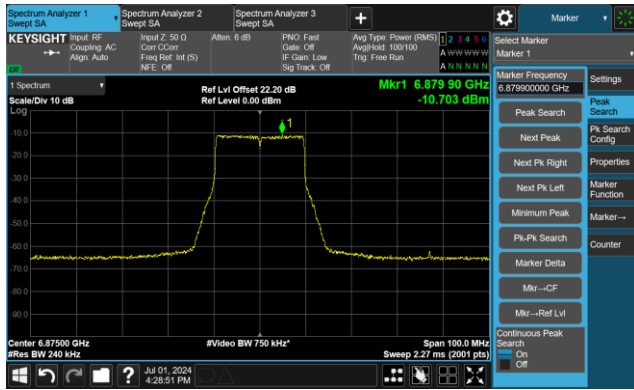 Spectrum Analyzer 1
Swept SA
Spectrum Analyzer 2
Swept SA
Spectrum Analyzer 3
Swept SA
Marker
KEYSIGHT
Input: RF
Coupling: AC
Align: Auto
Input Z: 50 Ω
Corr CCorr
Freq Ref: Int (S)
NFE: Off
Atten: 6 dB
PNO: Fast
Gate: Off
IF Gain: Low
Sig Track: Off
Avg Type: Power (RMS)
Avg|Hold: 100/100
Trig: Free Run
1 2 3 4 5 6
A W W W W W
A N N N N N
Select Marker
Marker 1
1 Spectrum
Scale/Div 10 dB
Log
Ref Lvl Offset 22.20 dB
Ref Level 0.00 dBm
Mkr1 6.879 90 GHz
-10.703 dBm
1
-10.0
-20.0
-30.0
-40.0
-50.0
-60.0
-70.0
-80.0
-90.0
Center 6.87500 GHz
#Res BW 240 kHz
#Video BW 750 kHz*
Span 100.0 MHz
Sweep 2.27 ms (2001 pts)
Marker Frequency
6.879900000 GHz
Peak Search
Next Peak
Next Pk Right
Next Pk Left
Minimum Peak
Pk-Pk Search
Marker Delta
Mkr→CF
Mkr→Ref Lvl
Continuous Peak
Search
On
Off
Settings
Peak
Search
Pk Search
Config
Properties
Marker
Function
Marker→
Counter
?
Jul 01, 2024
4:28:51 PM